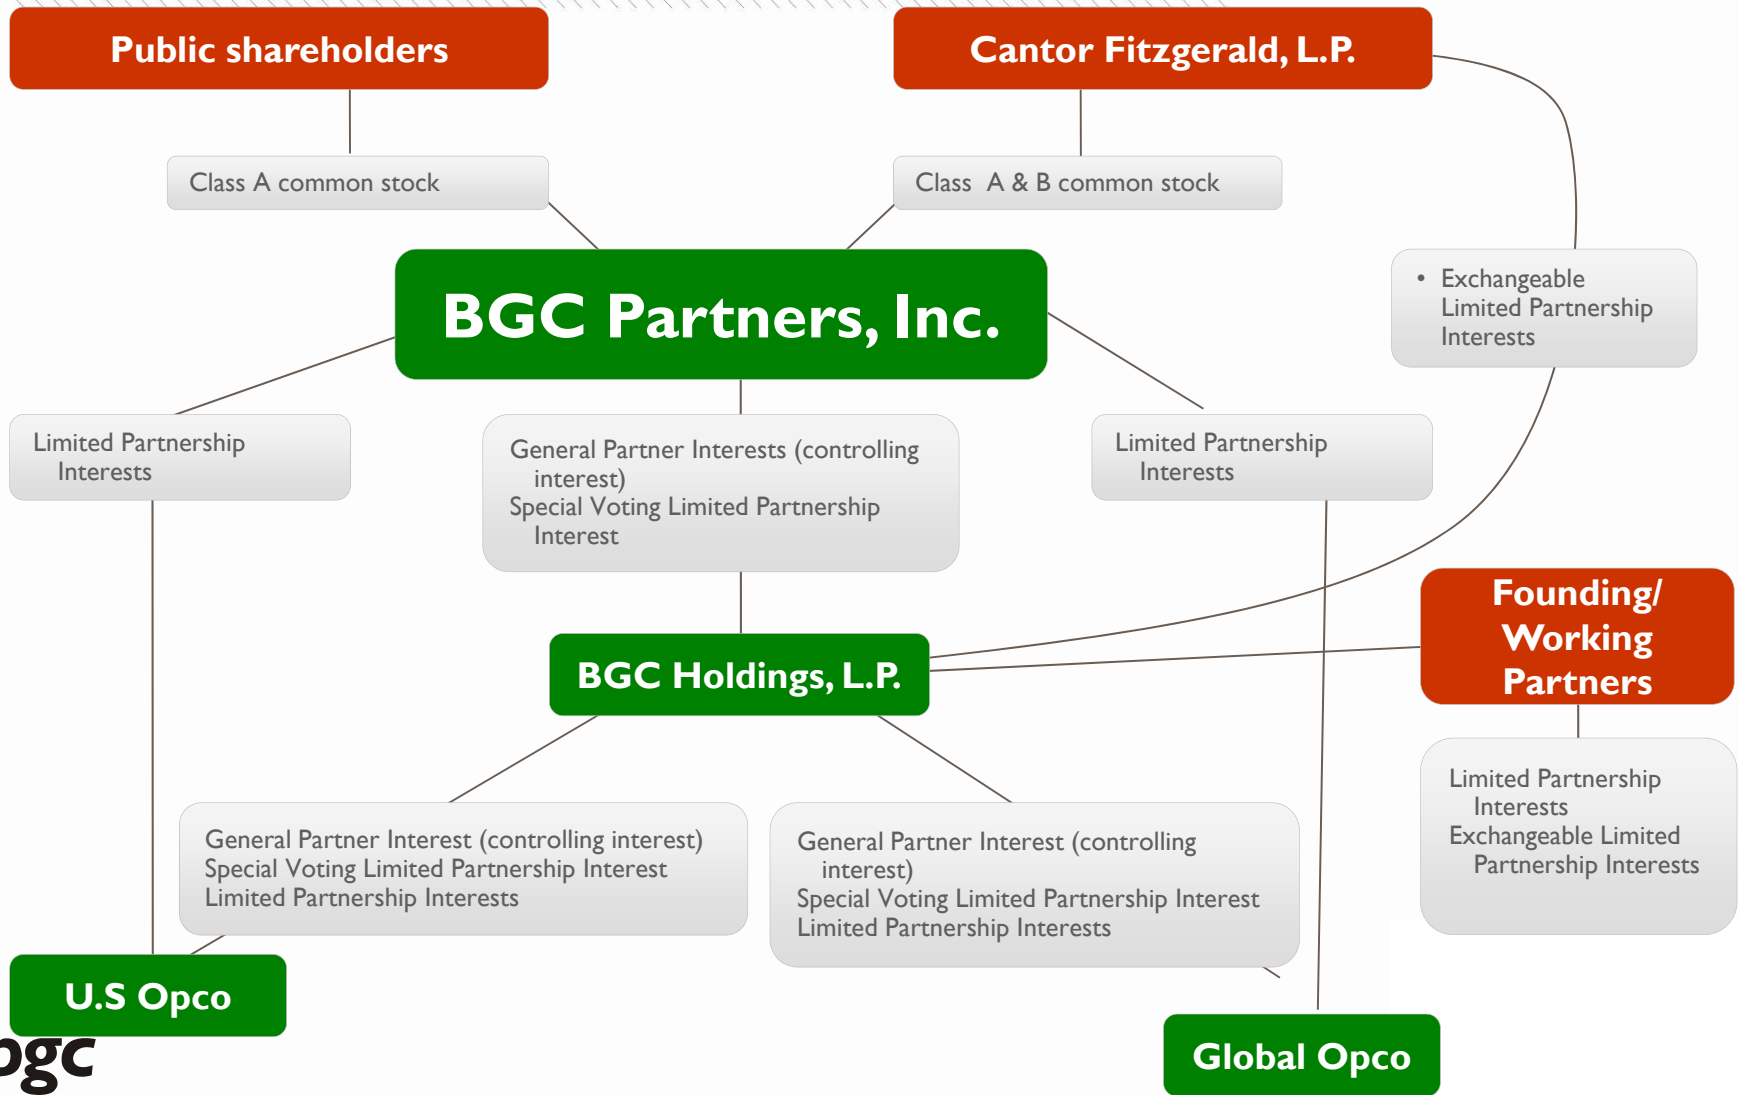 Public shareholders
Cantor Fitzgerald, L.P.
Class A common stock
Class  A & B common stock
BGC Partners, Inc.
• Exchangeable
Limited Partnership
Interests
Limited Partnership
Interests
General Partner Interests (controlling
interest)
Special Voting Limited Partnership
Interest
Limited Partnership
Interests
Founding/
Working
Partners
BGC Holdings, L.P.
Limited Partnership
Interests
Exchangeable Limited
Partnership Interests
General Partner Interest (controlling interest)
Special Voting Limited Partnership Interest
Limited Partnership Interests
General Partner Interest (controlling
interest)
Special Voting Limited Partnership Interest
Limited Partnership Interests
U.S Opco
bgc
Global Opco